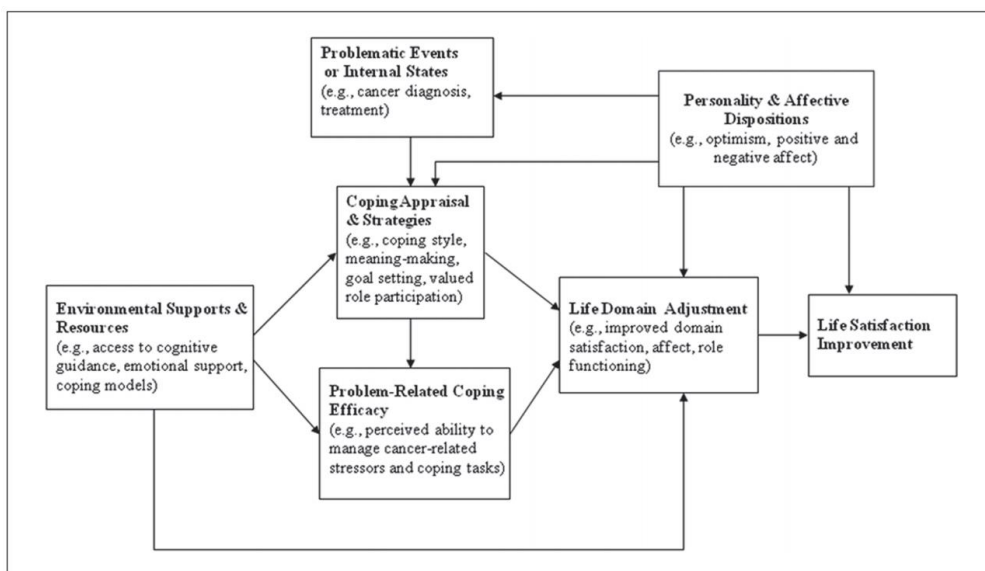 Problematic Events
or Internal States
(e.g., cancer diagnosis,
treatment)
Personality & Affective
Dispositions
(e.g., optimism, positive and
negative affect)
Coping Appraisal
& Strategies
(e.g., coping style,
meaning-making,
goal setting, valued
role participation)
Environmental Supports &
Resources
(e.g., access to cognitive
guidance, emotional support,
coping models)
Life Domain Adjustment
(e.g., improved domain
satisfaction, affect, role
functioning)
Life Satisfaction
Improvement
Problem-Related Coping
Efficacy
(e.g., perceived ability to
manage cancer-related
stressors and coping tasks)